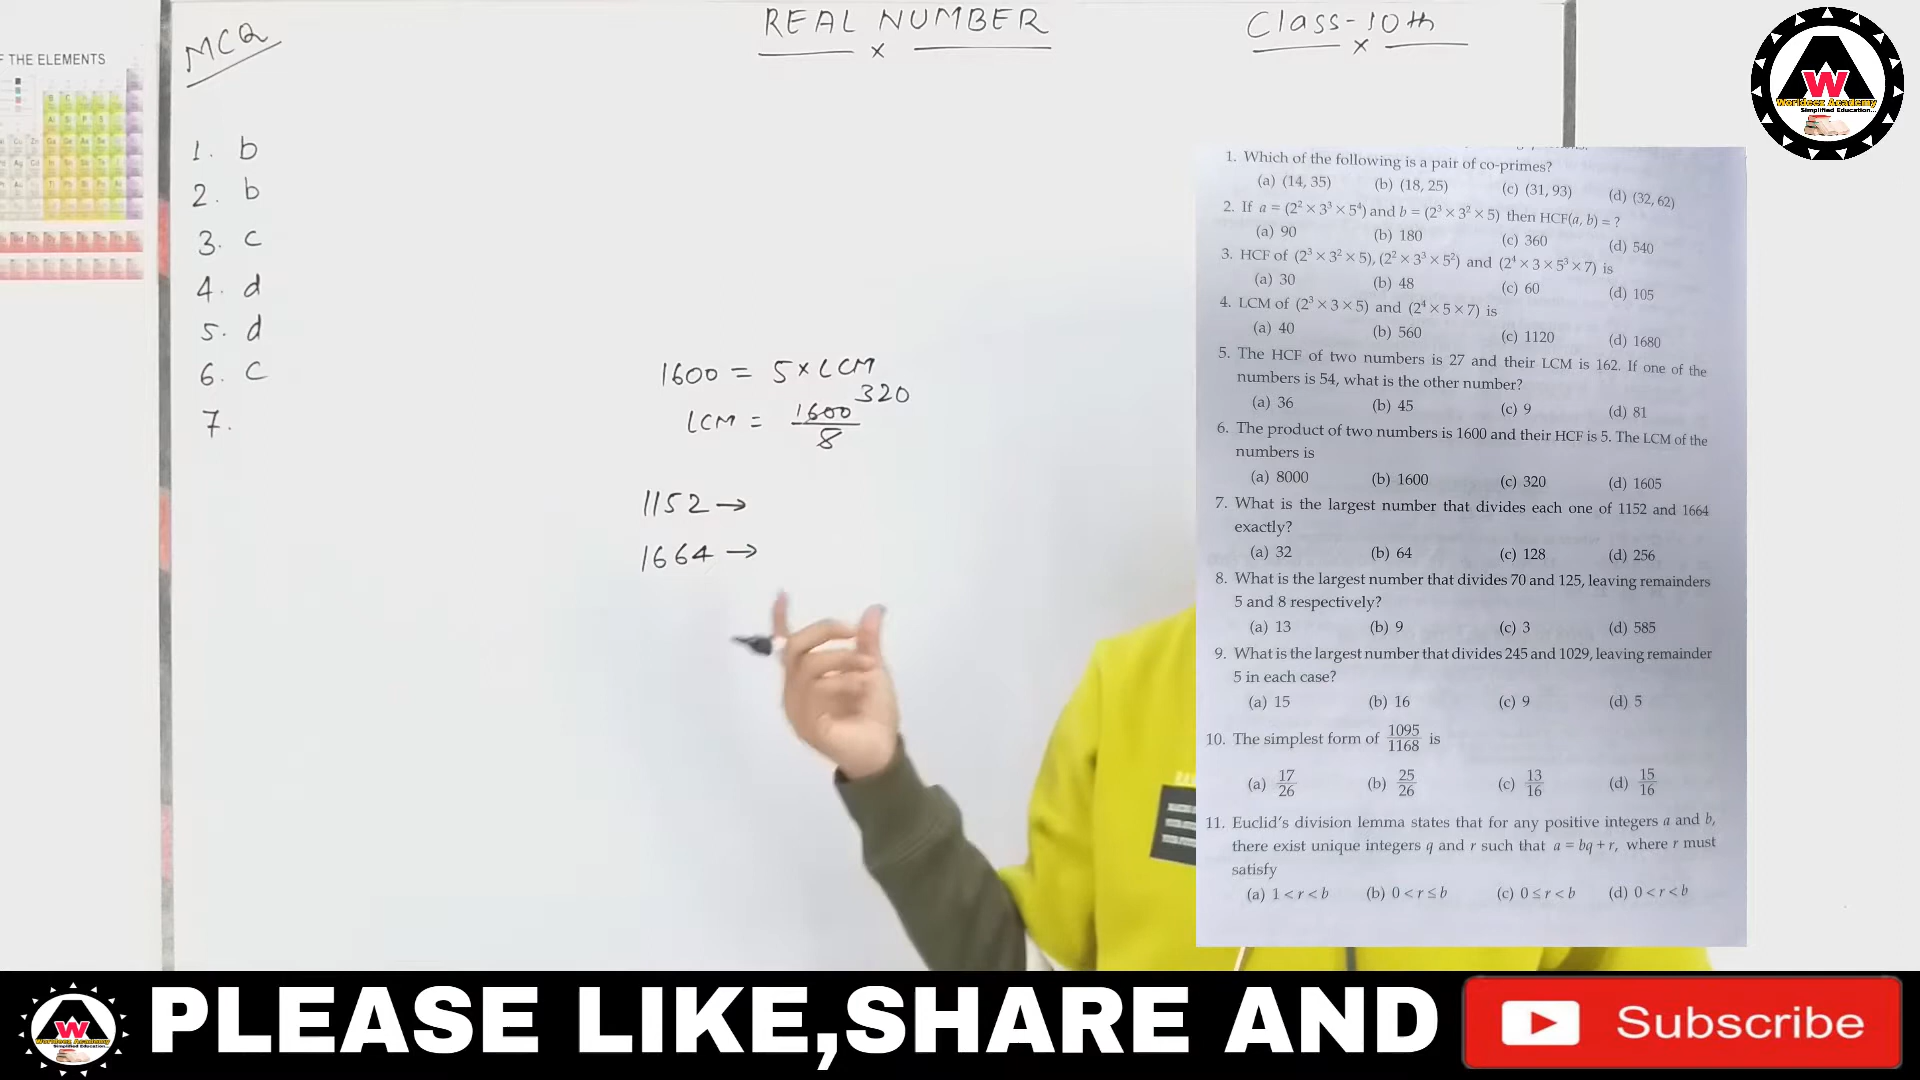 MCQ
REAL NUMBER
Class-10th
F THE ELEMENTS
W
Wordeez Academy
Simplified Education...
1. b
2. b
3. c
4. d
5. d
6. c
7.
1600 = 5 × LCM
LCM = 1600/8 320
1152 →
1664 →
1. Which of the following is a pair of co-primes?
(a) (14, 35) (b) (18, 25) (c) (31, 93) (d) (32, 62)
2. If a = (2² × 3³ × 5⁴) and b = (2³ × 3² × 5) then HCF(a, b) = ?
(a) 90 (b) 180 (c) 360 (d) 540
3. HCF of (2³ × 3² × 5), (2² × 3³ × 5²) and (2⁴ × 3 × 5³ × 7) is
(a) 30 (b) 48 (c) 60 (d) 105
4. LCM of (2³ × 3 × 5) and (2⁴ × 5 × 7) is
(a) 40 (b) 560 (c) 1120 (d) 1680
5. The HCF of two numbers is 27 and their LCM is 162. If one of the
numbers is 54, what is the other number?
(a) 36 (b) 45 (c) 9 (d) 81
6. The product of two numbers is 1600 and their HCF is 5. The LCM of the
numbers is
(a) 8000 (b) 1600 (c) 320 (d) 1605
7. What is the largest number that divides each one of 1152 and 1664
exactly?
(a) 32 (b) 64 (c) 128 (d) 256
8. What is the largest number that divides 70 and 125, leaving remainders
5 and 8 respectively?
(a) 13 (b) 9 (c) 3 (d) 585
9. What is the largest number that divides 245 and 1029, leaving remainder
5 in each case?
(a) 15 (b) 16 (c) 9 (d) 5
10. The simplest form of 1095/1168 is
(a) 17/26 (b) 25/26 (c) 13/16 (d) 15/16
11. Euclid's division lemma states that for any positive integers a and b,
there exist unique integers q and r such that a = bq + r, where r must
satisfy
(a) 1 < r < b (b) 0 < r ≤ b (c) 0 ≤ r < b (d) 0 < r < b
PLEASE LIKE,SHARE AND
Subscribe